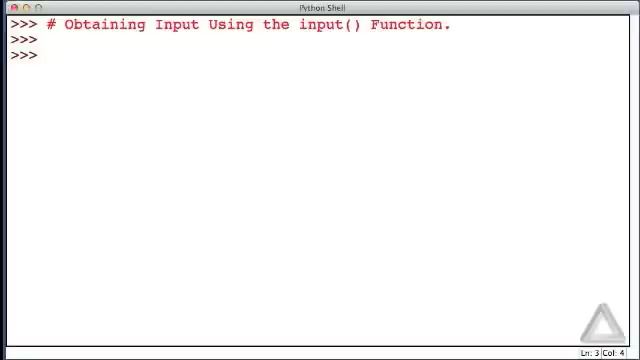 Python Shell
>>> # Obtaining Input Using the input() Function.
>>>
>>>
Ln: 3 Col: 4